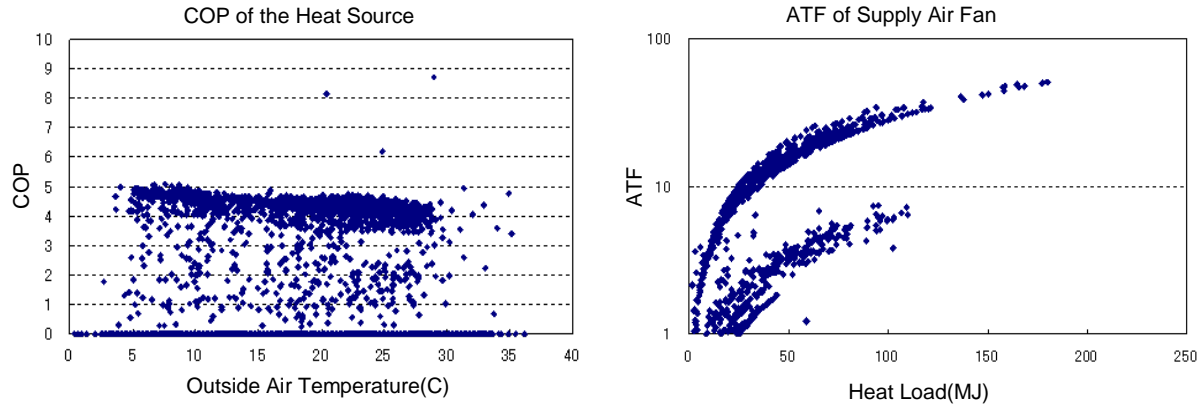 COP of the Heat Source
10
9
8
7
6
5
4
3
2
1
0
COP
0 5 10 15 20 25 30 35 40
Outside Air Temperature(C)
ATF of Supply Air Fan
100
10
1
ATF
0 50 100 150 200 250
Heat Load(MJ)